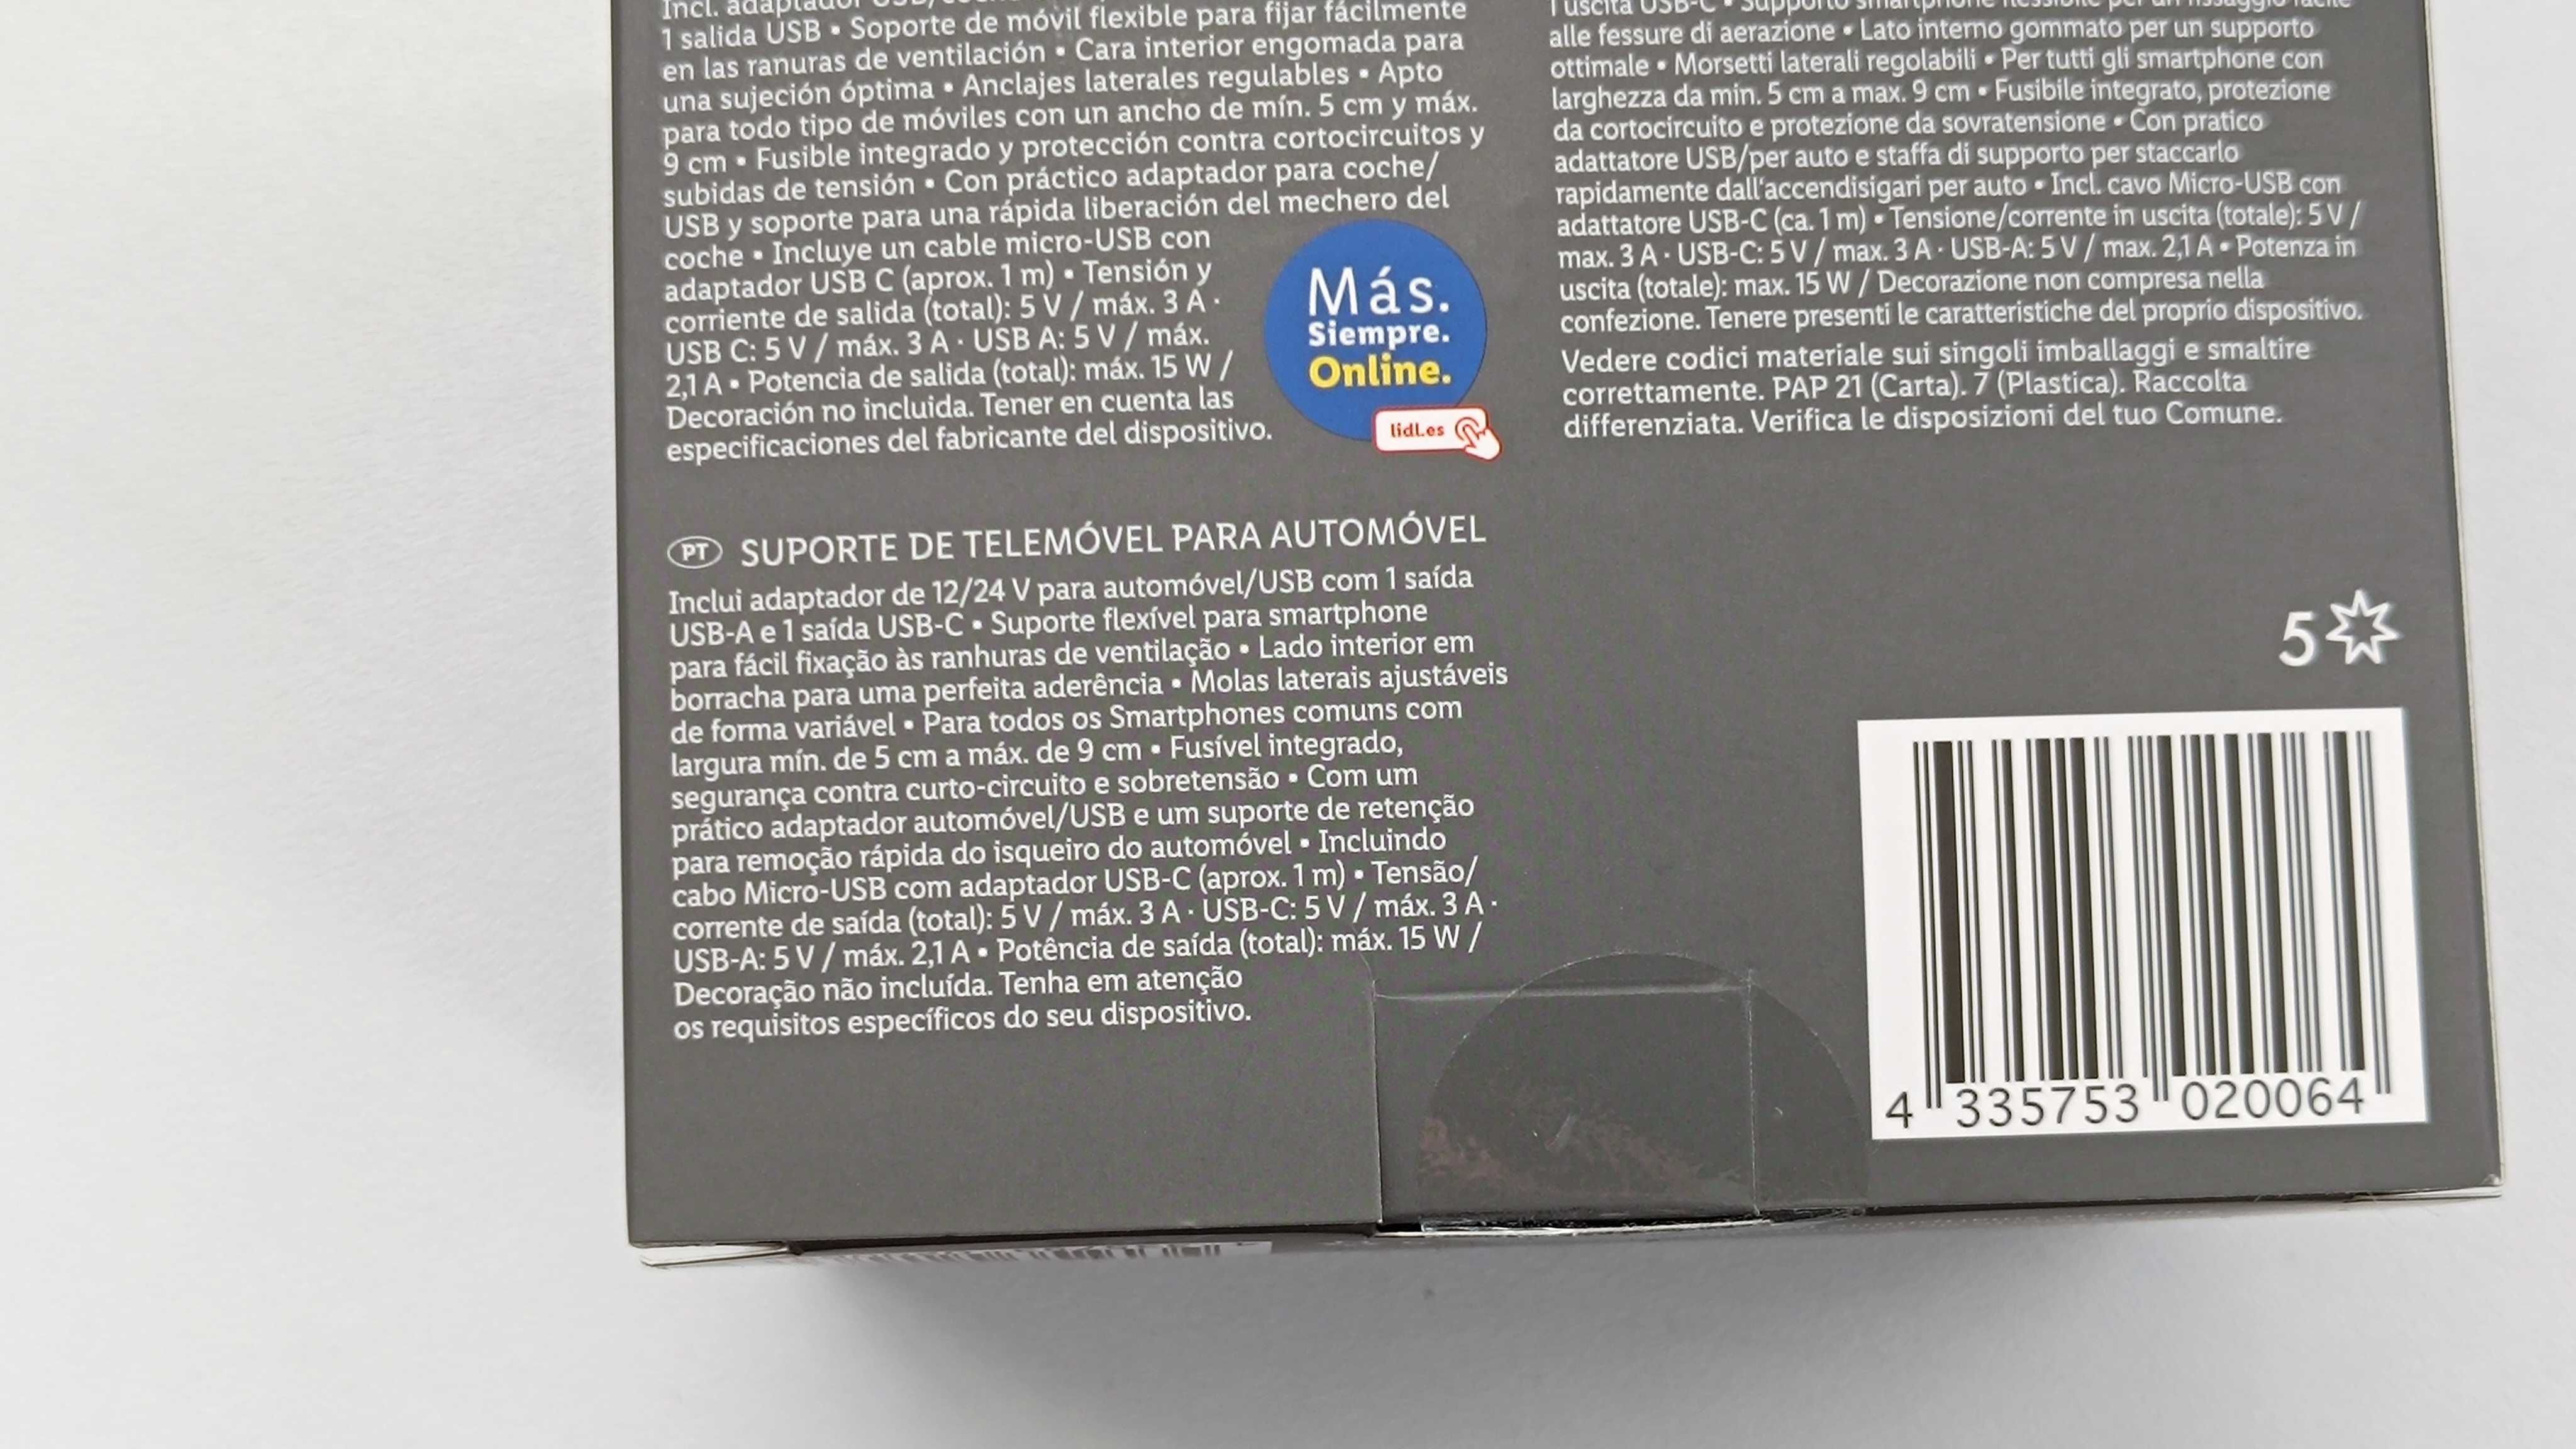 Incl. adaptador
1 salida USB • Soporte de móvil flexible para fijar fácilmente
en las ranuras de ventilación • Cara interior engomada para
una sujeción óptima • Anclajes laterales regulables • Apto
para todo tipo de móviles con un ancho de mín. 5 cm y máx.
9 cm • Fusible integrado y protección contra cortocircuitos y
subidas de tensión • Con práctico adaptador para coche/
USB y soporte para una rápida liberación del mechero del
coche • Incluye un cable micro-USB con
adaptador USB C (aprox. 1 m) • Tensión y
corriente de salida (total): 5 V / máx. 3 A ·
USB C: 5 V / máx. 3 A · USB A: 5 V / máx.
2,1 A • Potencia de salida (total): máx. 15 W /
Decoración no incluida. Tener en cuenta las
especificaciones del fabricante del dispositivo.
Más.
Siempre.
Online.
lidl.es
PT SUPORTE DE TELEMÓVEL PARA AUTOMÓVEL
Inclui adaptador de 12/24 V para automóvel/USB com 1 saída
USB-A e 1 saída USB-C • Suporte flexível para smartphone
para fácil fixação às ranhuras de ventilação • Lado interior em
borracha para uma perfeita aderência • Molas laterais ajustáveis
de forma variável • Para todos os Smartphones comuns com
largura mín. de 5 cm a máx. de 9 cm • Fusível integrado,
segurança contra curto-circuito e sobretensão • Com um
prático adaptador automóvel/USB e um suporte de retenção
para remoção rápida do isqueiro do automóvel • Incluindo
cabo Micro-USB com adaptador USB-C (aprox. 1 m) • Tensão/
corrente de saída (total): 5 V / máx. 3 A · USB-C: 5 V / máx. 3 A ·
USB-A: 5 V / máx. 2,1 A • Potência de saída (total): máx. 15 W /
Decoração não incluída. Tenha em atenção
os requisitos específicos do seu dispositivo.
1 uscita USB-C • Supporto smartphone flessibile per un fissaggio facile
alle fessure di aerazione • Lato interno gommato per un supporto
ottimale • Morsetti laterali regolabili • Per tutti gli smartphone con
larghezza da min. 5 cm a max. 9 cm • Fusibile integrato, protezione
da cortocircuito e protezione da sovratensione • Con pratico
adattatore USB/per auto e staffa di supporto per staccarlo
rapidamente dall'accendisigari per auto • Incl. cavo Micro-USB con
adattatore USB-C (ca. 1 m) • Tensione/corrente in uscita (totale): 5 V /
max. 3 A · USB-C: 5 V / max. 3 A · USB-A: 5 V / max. 2,1 A • Potenza in
uscita (totale): max. 15 W / Decorazione non compresa nella
confezione. Tenere presenti le caratteristiche del proprio dispositivo.
Vedere codici materiale sui singoli imballaggi e smaltire
correttamente. PAP 21 (Carta). 7 (Plastica). Raccolta
differenziata. Verifica le disposizioni del tuo Comune.
5
4 335753 020064